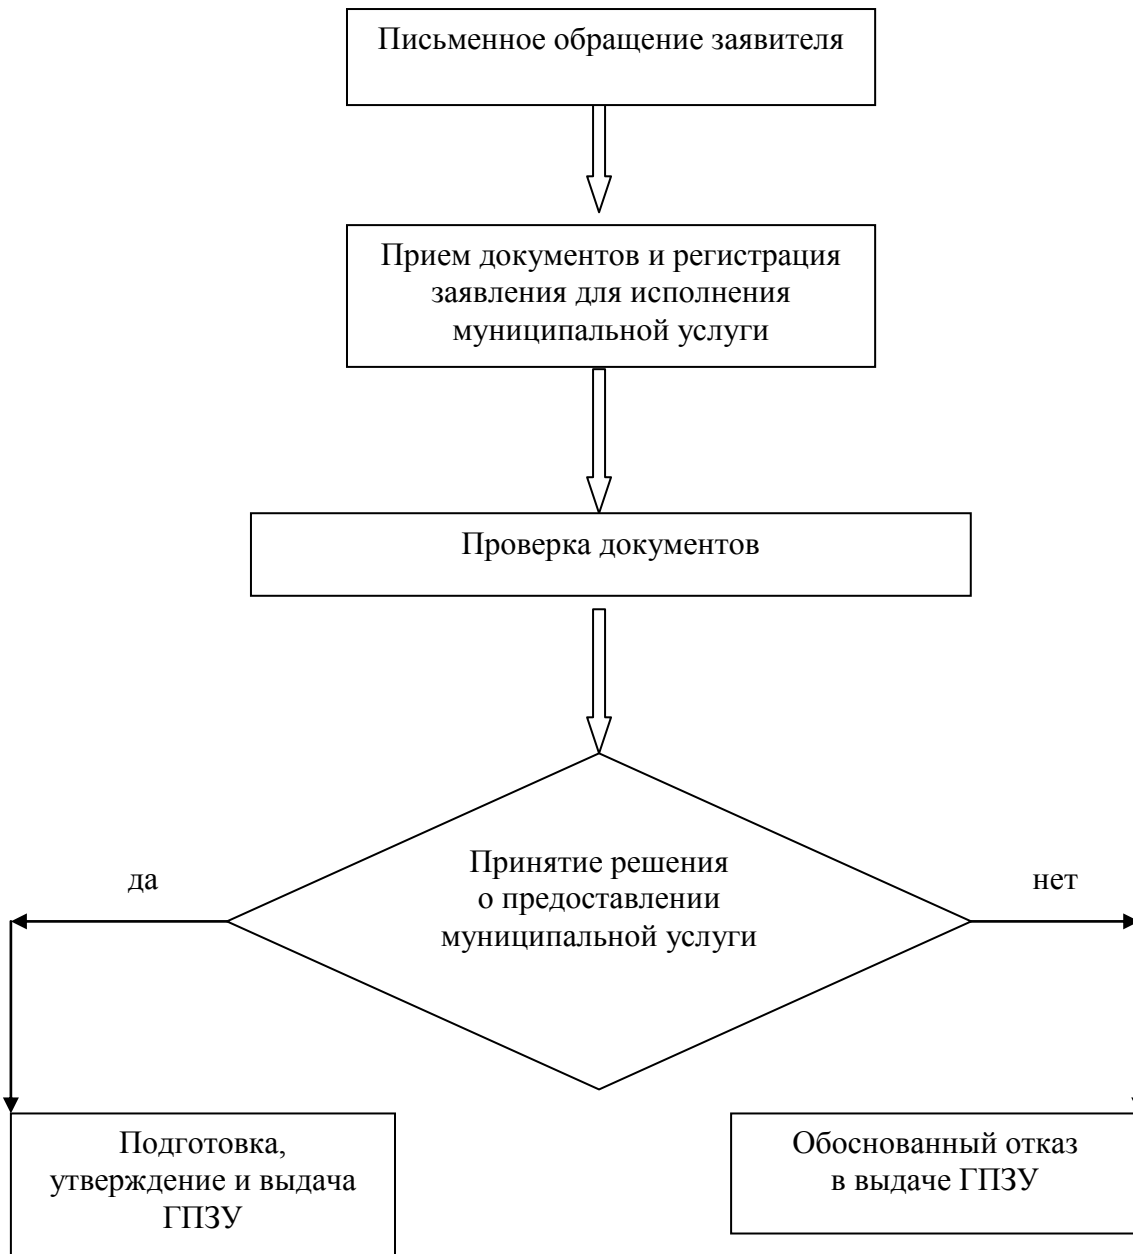 Письменное обращение заявителя
Прием документов и регистрация
заявления для исполнения
муниципальной услуги
Проверка документов
Принятие решения
о предоставлении
муниципальной услуги
да
нет
Подготовка,
утверждение и выдача
ГПЗУ
Обоснованный отказ
в выдаче ГПЗУ